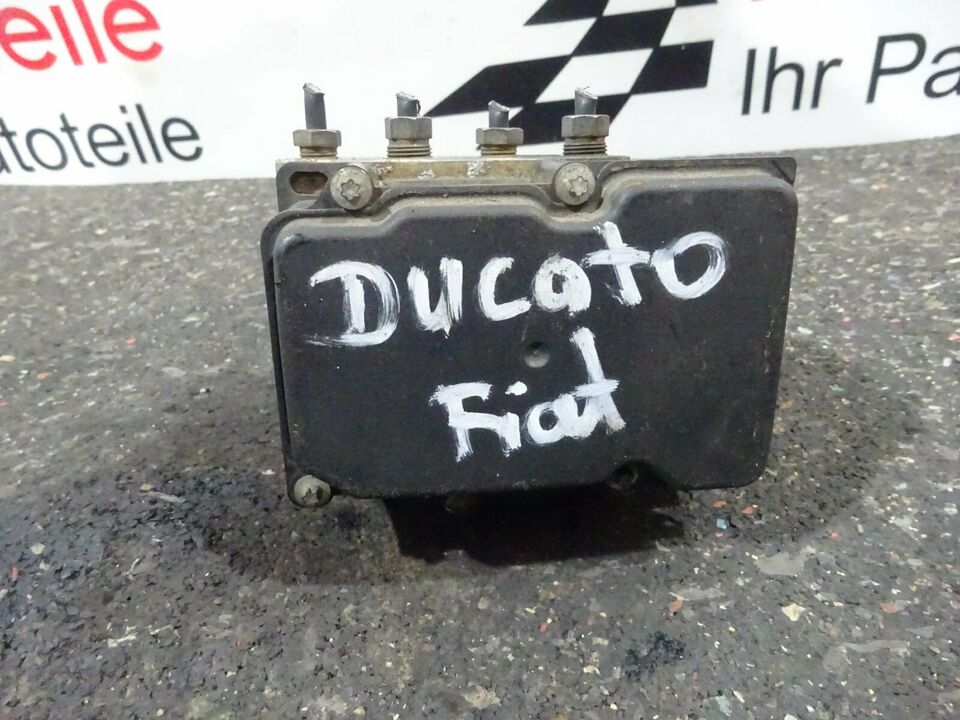 eile
utoteile
Ihr Pa
Ducato
Fiat